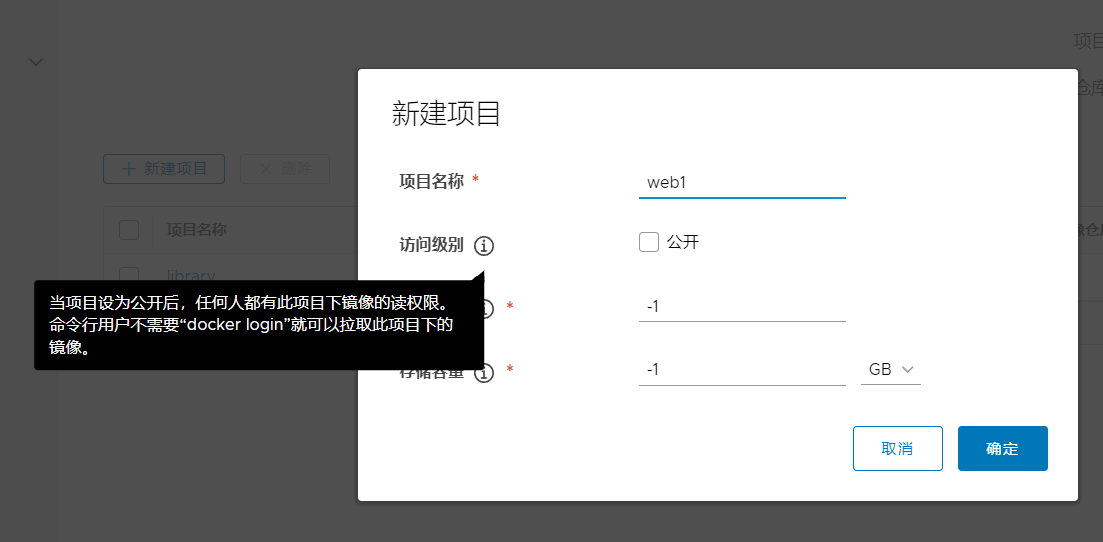 项目
仓库
新建项目
+ 新建项目
× 删除
项目名称 *
web1
项目名称
访问级别
公开
像仓库
library
当项目设为公开后，任何人都有此项目下镜像的读权限。
命令行用户不需要“docker login”就可以拉取此项目下的
镜像。
*
-1
存储容量 *
-1
GB
取消
确定